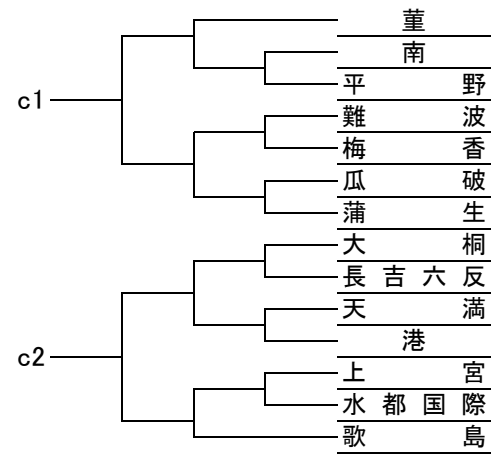 菫
南
平野
c1
難波
梅香
瓜破
蒲生
大桐
長吉六反
天満
港
c2
上宮
水都国際
歌島